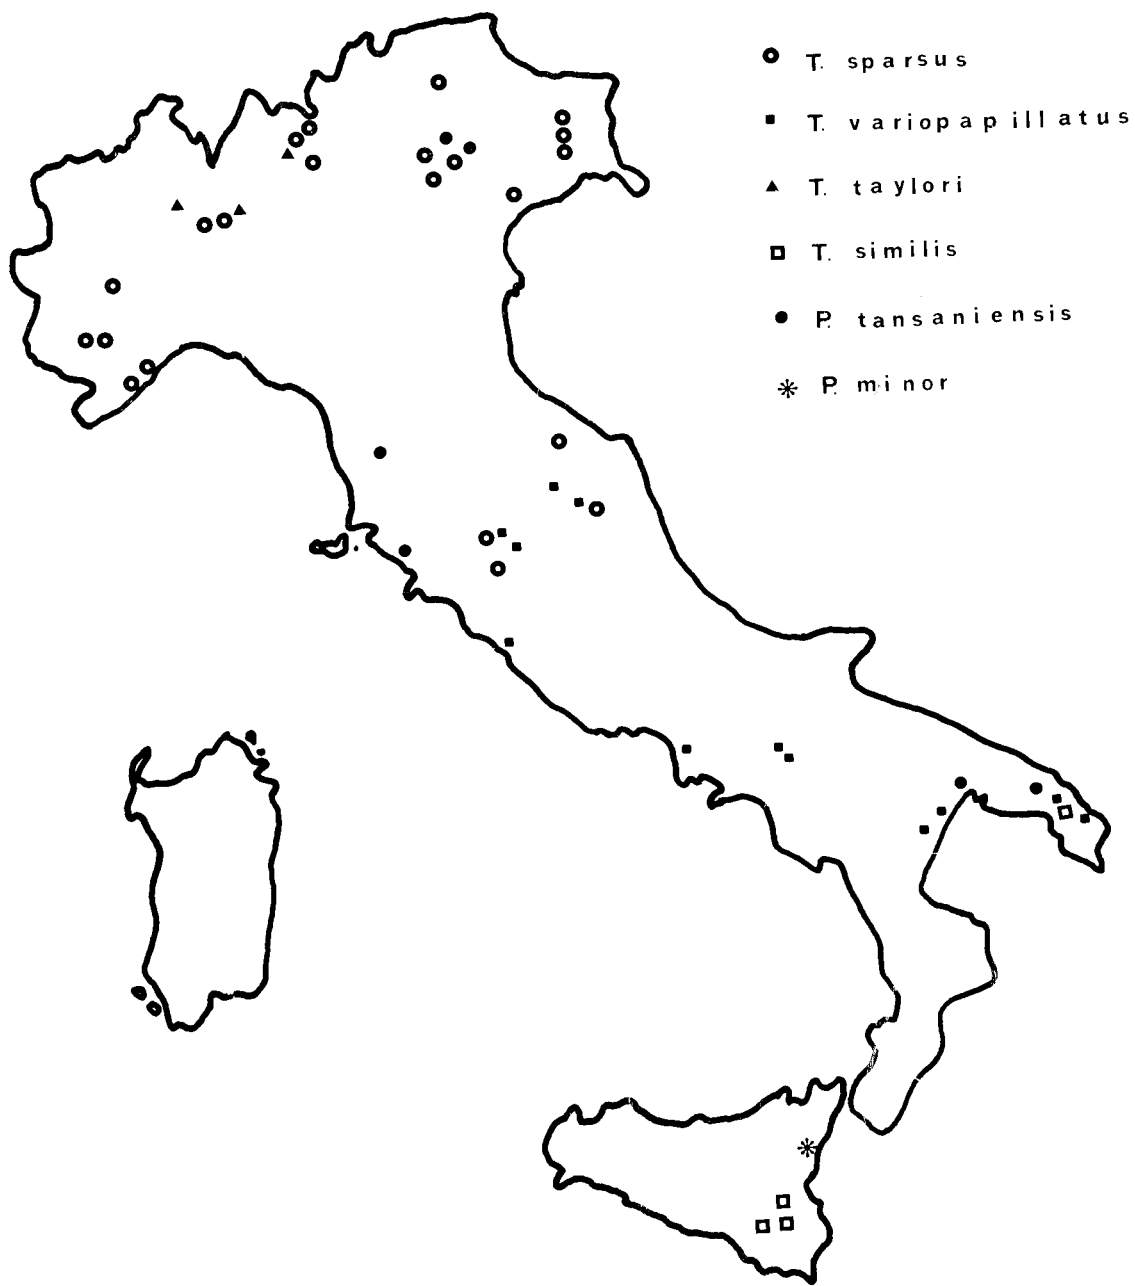 T. sparsus
T. variopapillatus
T. taylori
T. similis
P. tansaniensis
P. minor